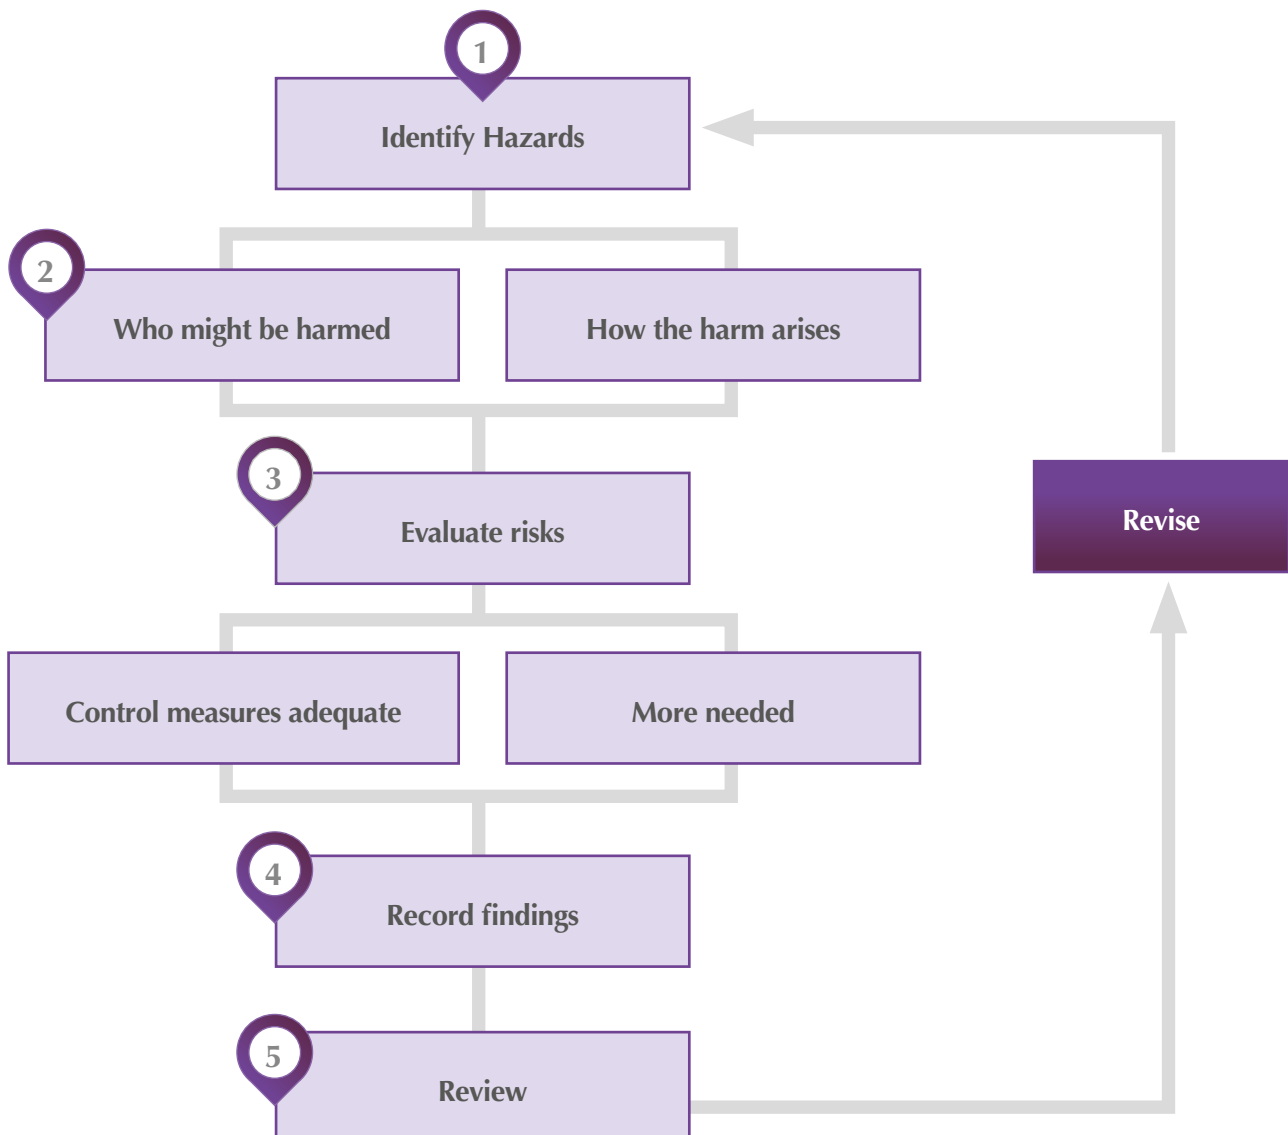 1
Identify Hazards
2
Who might be harmed
How the harm arises
3
Evaluate risks
Revise
Control measures adequate
More needed
4
Record findings
5
Review